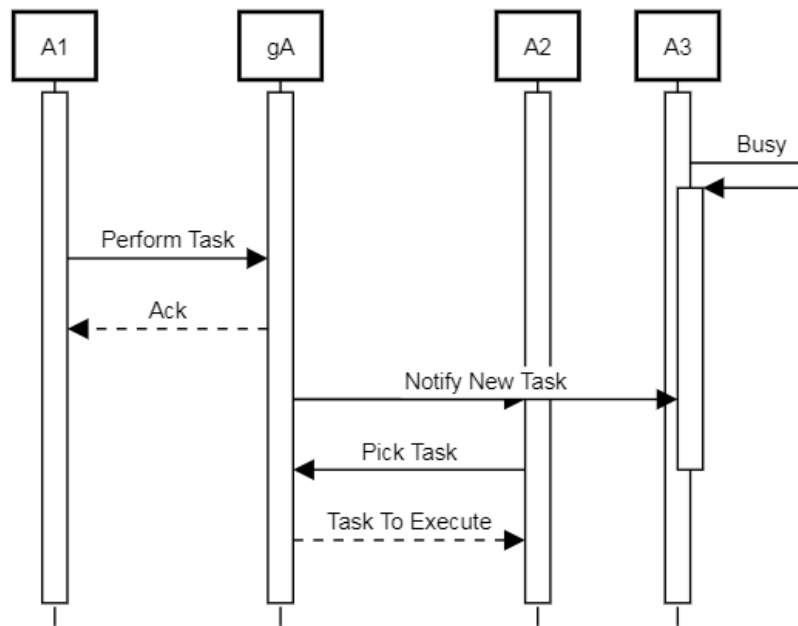 A1
gA
A2
A3
Busy
Perform Task
Ack
Notify New Task
Pick Task
Task To Execute